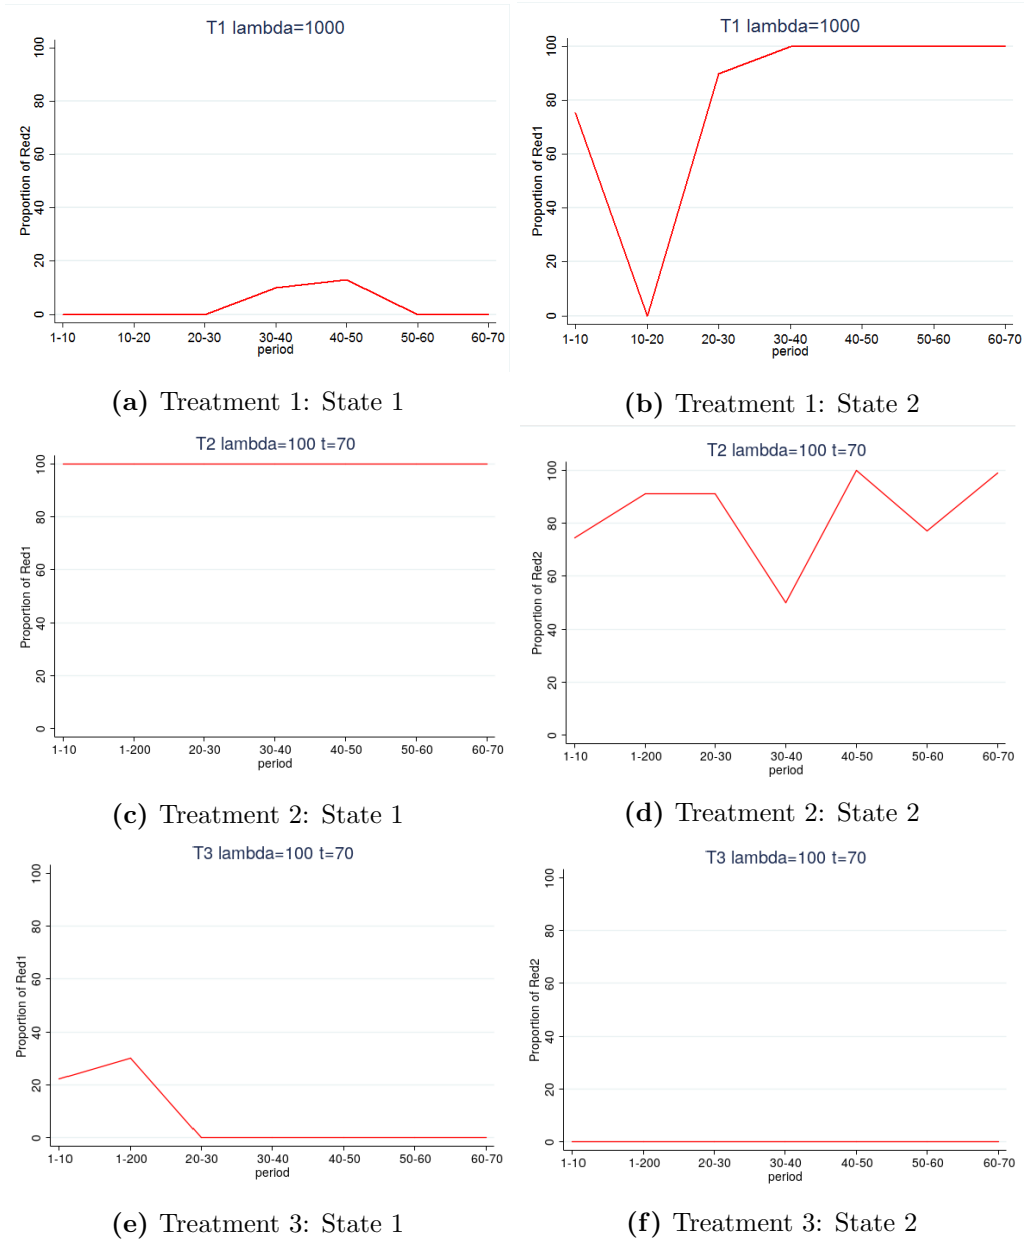 T1 lambda=1000
Proportion of Red2
100
80
60
40
20
0
1-10 10-20 20-30 30-40 40-50 50-60 60-70
period
(a) Treatment 1: State 1
T1 lambda=1000
Proportion of Red1
100
80
60
40
20
0
1-10 10-20 20-30 30-40 40-50 50-60 60-70
period
(b) Treatment 1: State 2
T2 lambda=100 t=70
Proportion of Red1
100
80
60
40
20
0
1-10 1-200 20-30 30-40 40-50 50-60 60-70
period
(c) Treatment 2: State 1
T2 lambda=100 t=70
Proportion of Red2
100
80
60
40
20
0
1-10 1-200 20-30 30-40 40-50 50-60 60-70
period
(d) Treatment 2: State 2
T3 lambda=100 t=70
Proportion of Red1
100
80
60
40
20
0
1-10 1-200 20-30 30-40 40-50 50-60 60-70
period
(e) Treatment 3: State 1
T3 lambda=100 t=70
Proportion of Red2
100
80
60
40
20
0
1-10 1-200 20-30 30-40 40-50 50-60 60-70
period
(f) Treatment 3: State 2